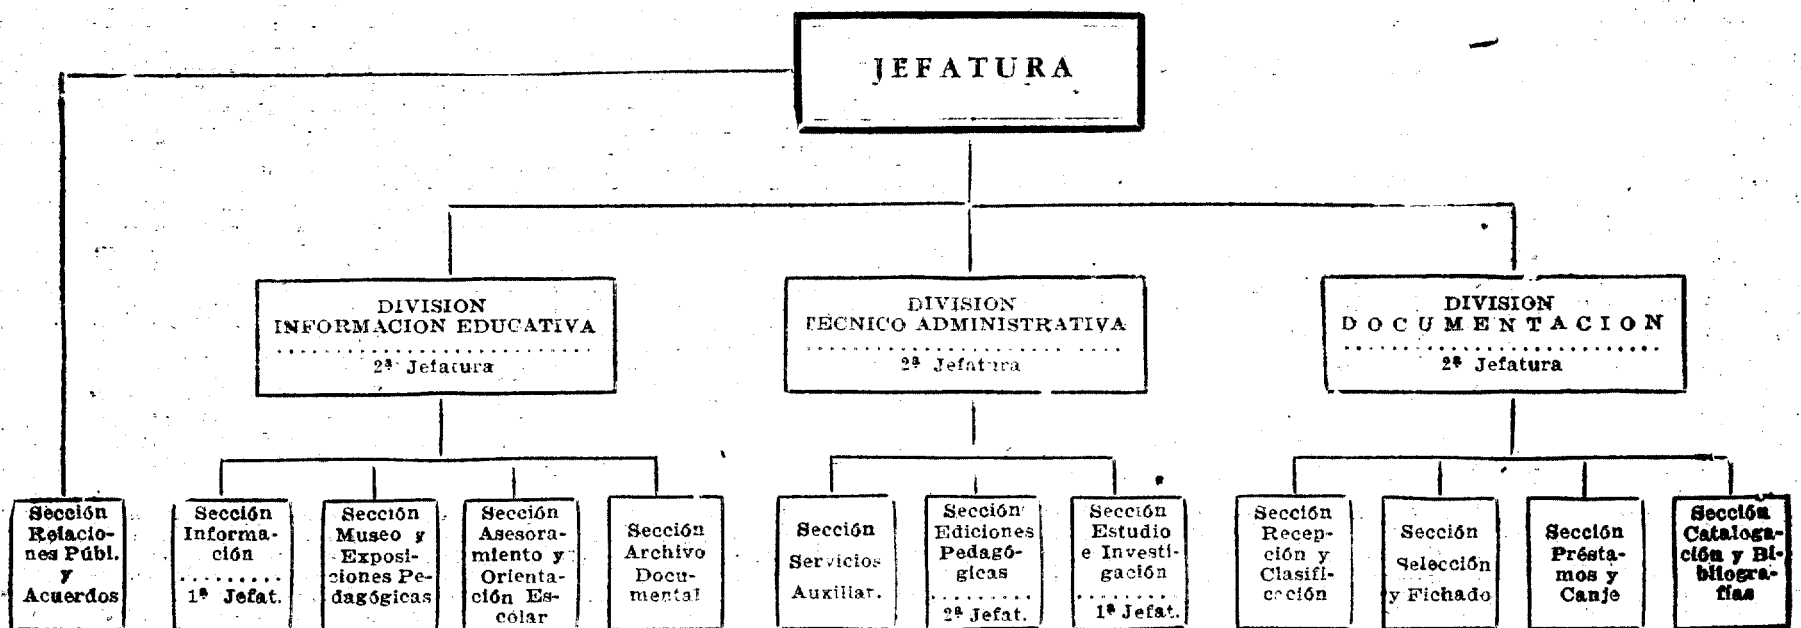 JEFATURA
DIVISION
INFORMACION EDUCATIVA
2ª Jefatura
DIVISION
TECNICO ADMINISTRATIVA
2ª Jefatura
DIVISION
DOCUMENTACION
2ª Jefatura
Sección
Relacio-
nes Públ.
y
Acuerdos
Sección
Informa-
ción
1ª Jefat.
Sección
Museo y
Exposi-
ciones Pe-
dagógicas
Sección
Asesora-
miento y
Orienta-
ción Es-
colar
Sección
Archivo
Docu-
mental
Sección
Servicios
Auxiliar.
Sección
Ediciones
Pedagó-
gicas
2ª Jefat.
Sección
Estudio
e Investi-
gación
1ª Jefat.
Sección
Recep-
ción y
Clasifi-
cación
Sección
Selección
y Fichado
Sección
Présta-
mos y
Canje
Sección
Cataloga-
ción y Bi-
bliogra-
fías